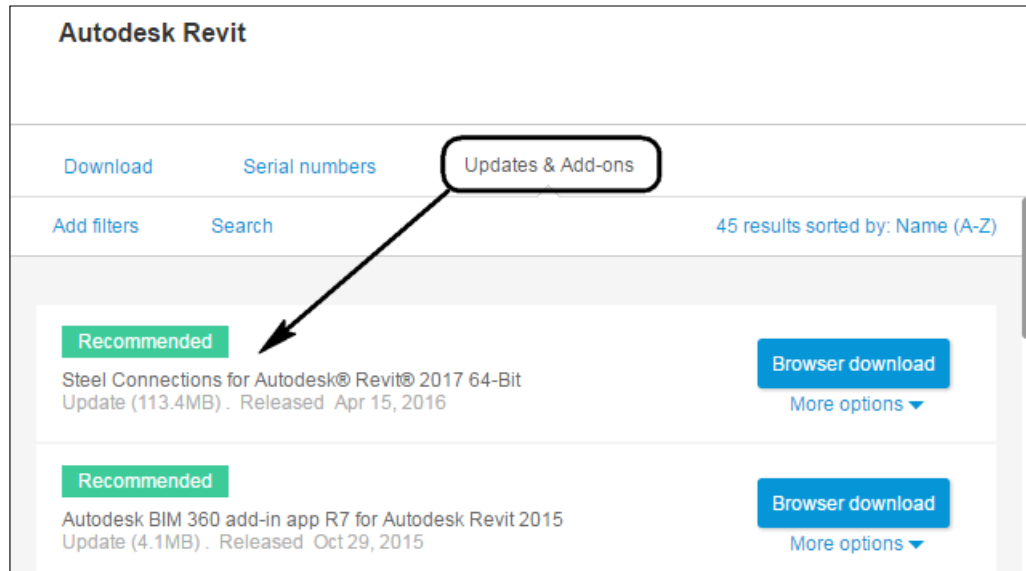 Autodesk Revit
Download Serial numbers Updates & Add-ons
Add filters Search 45 results sorted by: Name (A-Z)
Recommended
Steel Connections for Autodesk® Revit® 2017 64-Bit
Update (113.4MB) . Released Apr 15, 2016
Browser download
More options
Recommended
Autodesk BIM 360 add-in app R7 for Autodesk Revit 2015
Update (4.1MB) . Released Oct 29, 2015
Browser download
More options